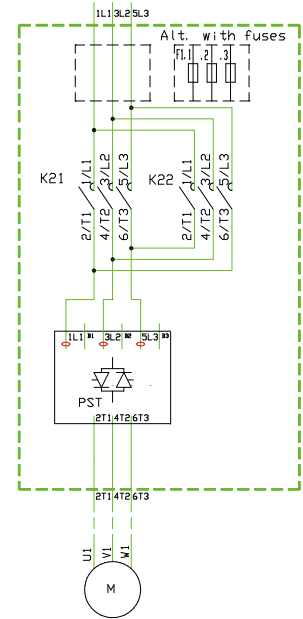 1L1 3L2 5L3
Alt. with fuses
F1.1 .2 .3
K21 1/L1 3/L2 5/L3
2/T1 4/T2 6/T3
K22 1/L1 3/L2 5/L3
2/T1 4/T2 6/T3
1L1 B1 3L2 B2 5L3 B3
PST
2T1 4T2 6T3
2T1 4T2 6T3
U1 V1 W1
M